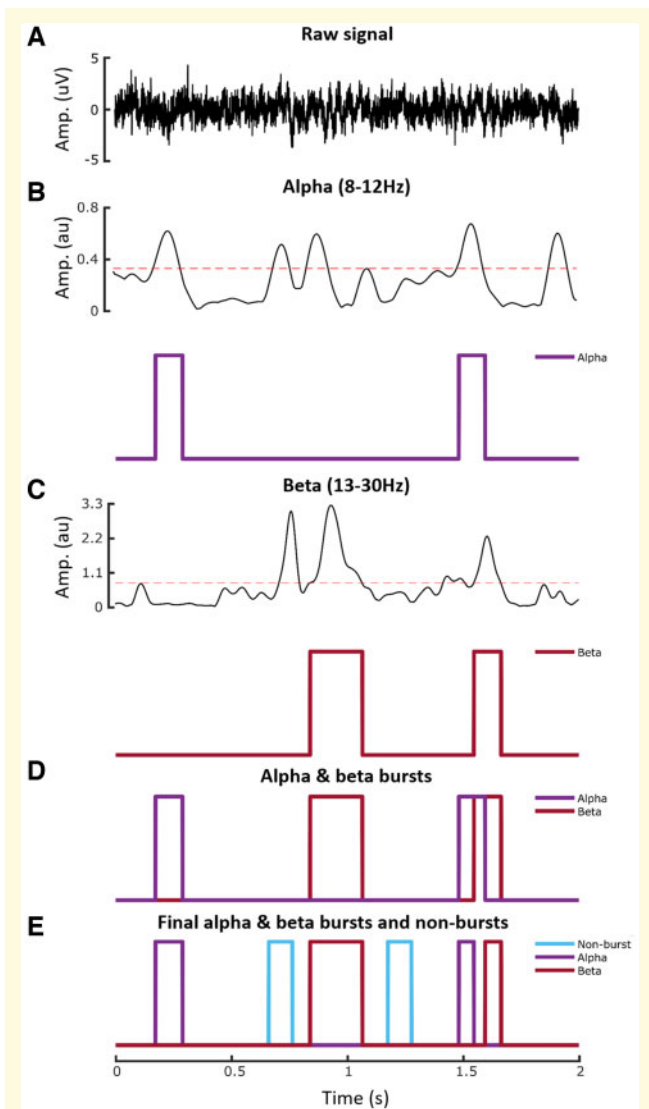 A
Raw signal
5
0
-5
Amp. (uV)
B
Alpha (8-12Hz)
0.8
0.4
0
Amp. (au)
Alpha
C
Beta (13-30Hz)
3.3
2.2
1.1
0
Amp. (au)
Beta
D
Alpha & beta bursts
Alpha
Beta
E
Final alpha & beta bursts and non-bursts
Non-burst
Alpha
Beta
0 0.5 1 1.5 2
Time (s)